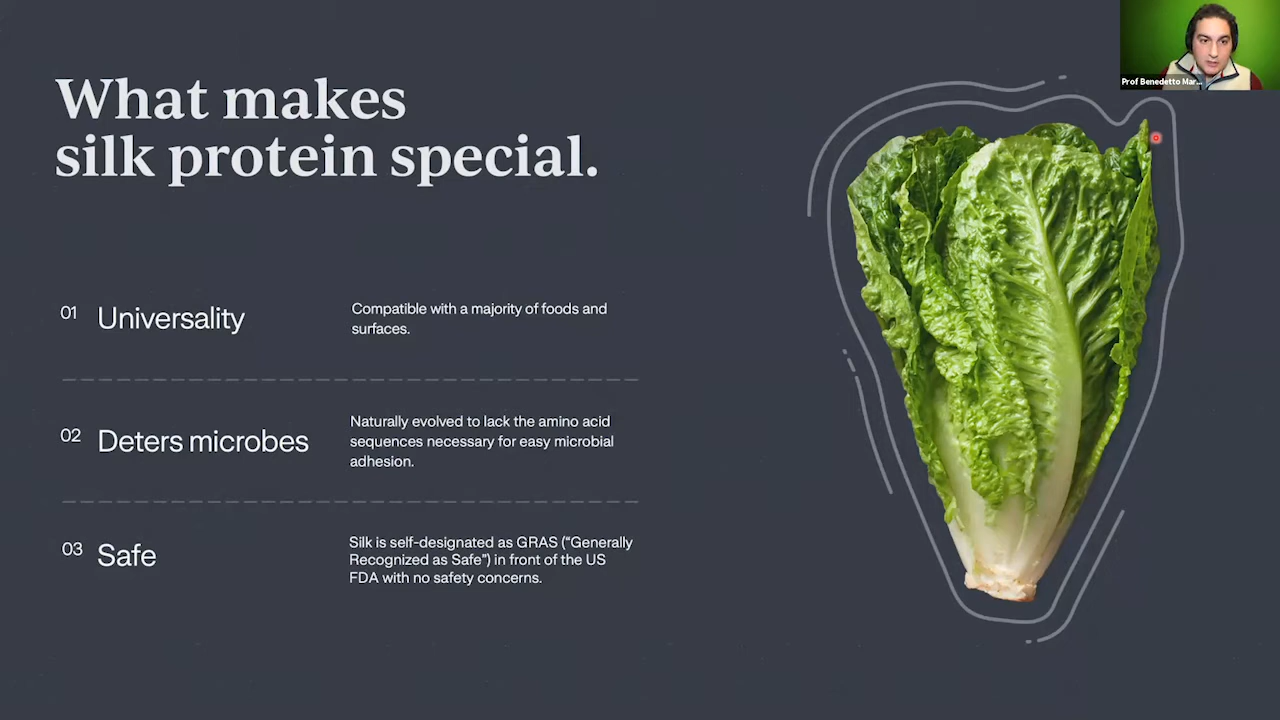 Prof Benedetto Mar...
What makes
silk protein special.
01 Universality
Compatible with a majority of foods and
surfaces.
02 Deters microbes
Naturally evolved to lack the amino acid
sequences necessary for easy microbial
adhesion.
03 Safe
Silk is self-designated as GRAS (“Generally
Recognized as Safe”) in front of the US
FDA with no safety concerns.